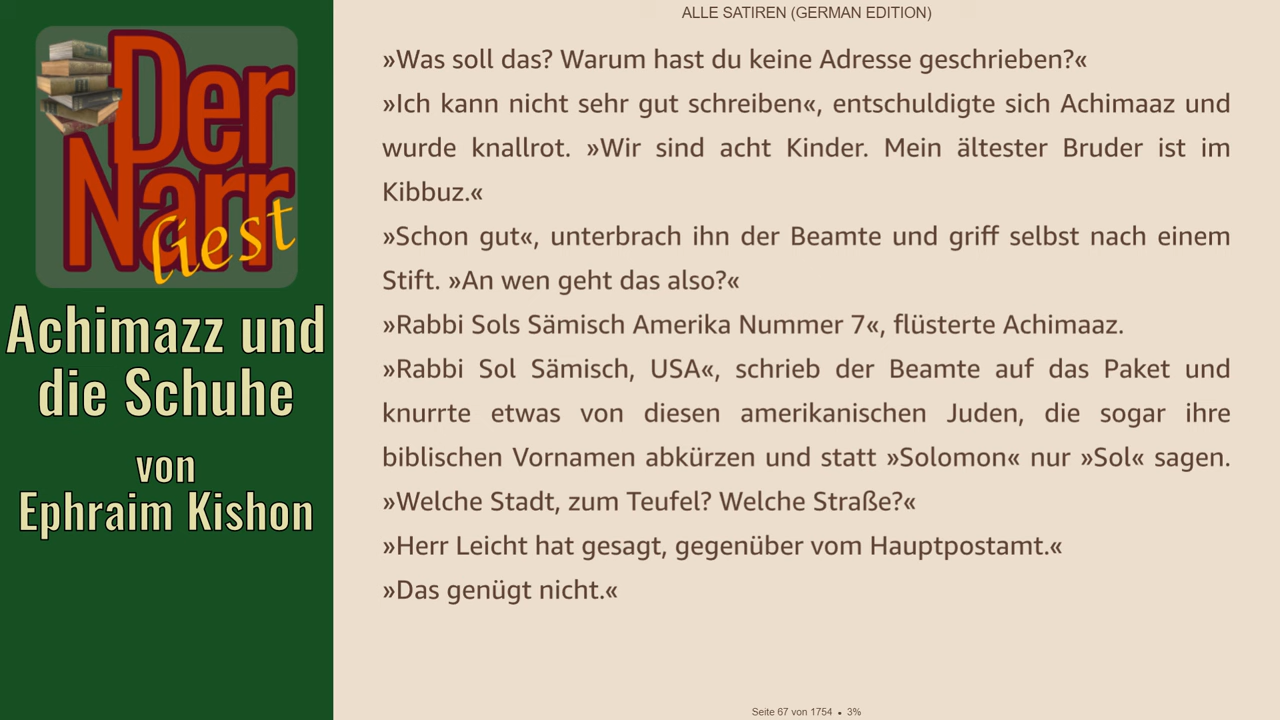 Der
Narr
liest
Achimazz und
die Schuhe
von
Ephraim Kishon
ALLE SATIREN (GERMAN EDITION)
»Was soll das? Warum hast du keine Adresse geschrieben?«
»Ich kann nicht sehr gut schreiben«, entschuldigte sich Achimaaz und
wurde knallrot. »Wir sind acht Kinder. Mein ältester Bruder ist im
Kibbuz.«
»Schon gut«, unterbrach ihn der Beamte und griff selbst nach einem
Stift. »An wen geht das also?«
»Rabbi Sols Sämisch Amerika Nummer 7«, flüsterte Achimaaz.
»Rabbi Sol Sämisch, USA«, schrieb der Beamte auf das Paket und
knurrte etwas von diesen amerikanischen Juden, die sogar ihre
biblischen Vornamen abkürzen und statt »Solomon« nur »Sol« sagen.
»Welche Stadt, zum Teufel? Welche Straße?«
»Herr Leicht hat gesagt, gegenüber vom Hauptpostamt.«
»Das genügt nicht.«
Seite 67 von 1754 • 3%